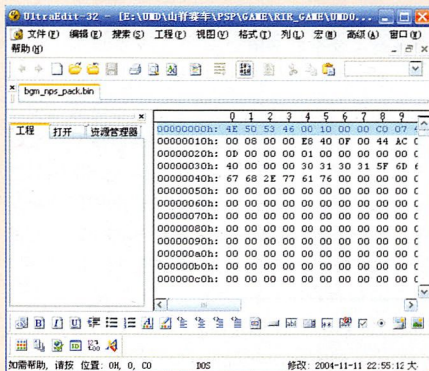 UltraEdit-32 - [E:\UMD\山脊赛车\PSP\GAME\RIR_GAME\UMDO...
文件(F) 编辑(E) 搜索(S) 工程(P) 视图(V) 格式(T) 列(L) 宏(M) 高级(A) 窗口(W)
帮助(H)
bgm_nps_pack.bin
工程 打开 资源管理器
0 1 2 3 4 5 6 7 8 9
00000000h: 4E 50 53 46 00 10 00 00 C0 07
00000010h: 00 08 00 00 E8 40 0F 00 44 AC
00000020h: 0D 00 00 00 01 00 00 00 00 00
00000030h: 40 00 00 00 30 31 30 31 5F 6D
00000040h: 67 68 2E 77 61 76 00 00 00 00
00000050h: 00 00 00 00 00 00 00 00 00 00
00000060h: 00 00 00 00 00 00 00 00 00 00
00000070h: 00 00 00 00 00 00 00 00 00 00
00000080h: 00 00 00 00 00 00 00 00 00 00
00000090h: 00 00 00 00 00 00 00 00 00 00
000000a0h: 00 00 00 00 00 00 00 00 00 00
000000b0h: 00 00 00 00 00 00 00 00 00 00
000000c0h: 00 00 00 00 00 00 00 00 00 00
如需帮助, 请按 位置: 0H, 0, C0 DOS 修改: 2004-11-11 22:55:12 大